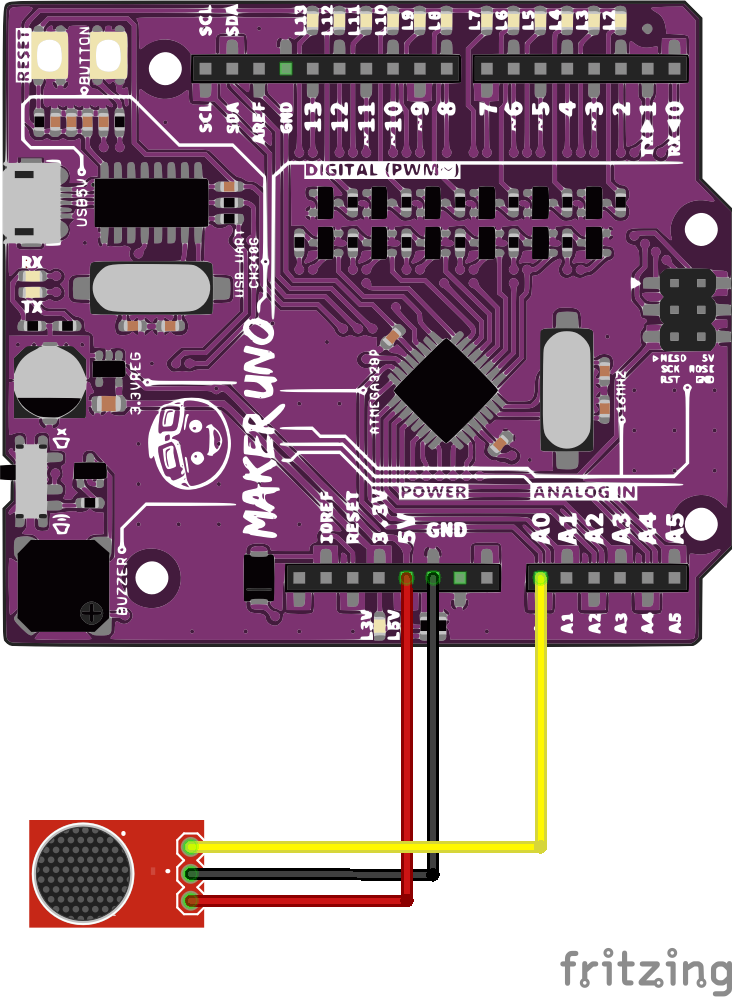 SCL SDA L13 L12 L11 L10 L9 L8 L7 L6 L5 L4 L3 L2
RESET BUTTON
SCL SDA AREF GND 13 12 ~11 ~10 ~9 8 7 ~6 ~5 4 ~3 2 TX▶1 RX◀0
DIGITAL (PWM~)
USB5V
USB UART
CH340G
RX
TX
3.3VREG
MAKER UNO
ATMEGA328P
16MHZ
5V
SCK
RST GND
POWER
ANALOG IN
IOREF RESET 3.3V 5V GND A0 A1 A2 A3 A4 A5
BUZZER
L3V L5V
A1 A2 A3 A4 A5
fritzing